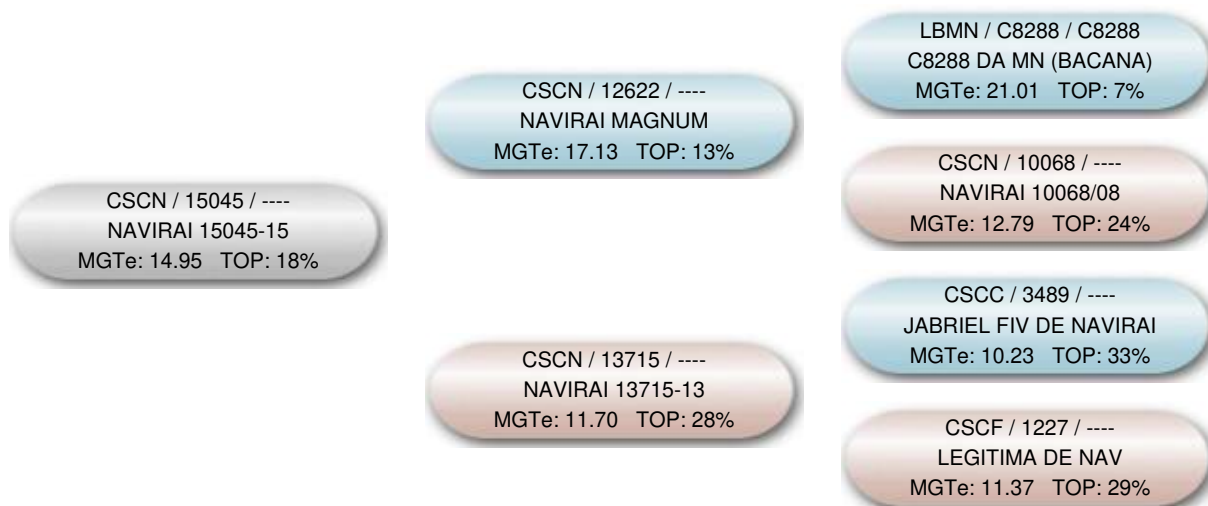 CSCN / 15045 / ----
NAVIRAI 15045-15
MGTe: 14.95 TOP: 18%
CSCN / 12622 / ----
NAVIRAI MAGNUM
MGTe: 17.13 TOP: 13%
CSCN / 13715 / ----
NAVIRAI 13715-13
MGTe: 11.70 TOP: 28%
LBMN / C8288 / C8288
C8288 DA MN (BACANA)
MGTe: 21.01 TOP: 7%
CSCN / 10068 / ----
NAVIRAI 10068/08
MGTe: 12.79 TOP: 24%
CSCC / 3489 / ----
JABRIEL FIV DE NAVIRAI
MGTe: 10.23 TOP: 33%
CSCF / 1227 / ----
LEGITIMA DE NAV
MGTe: 11.37 TOP: 29%